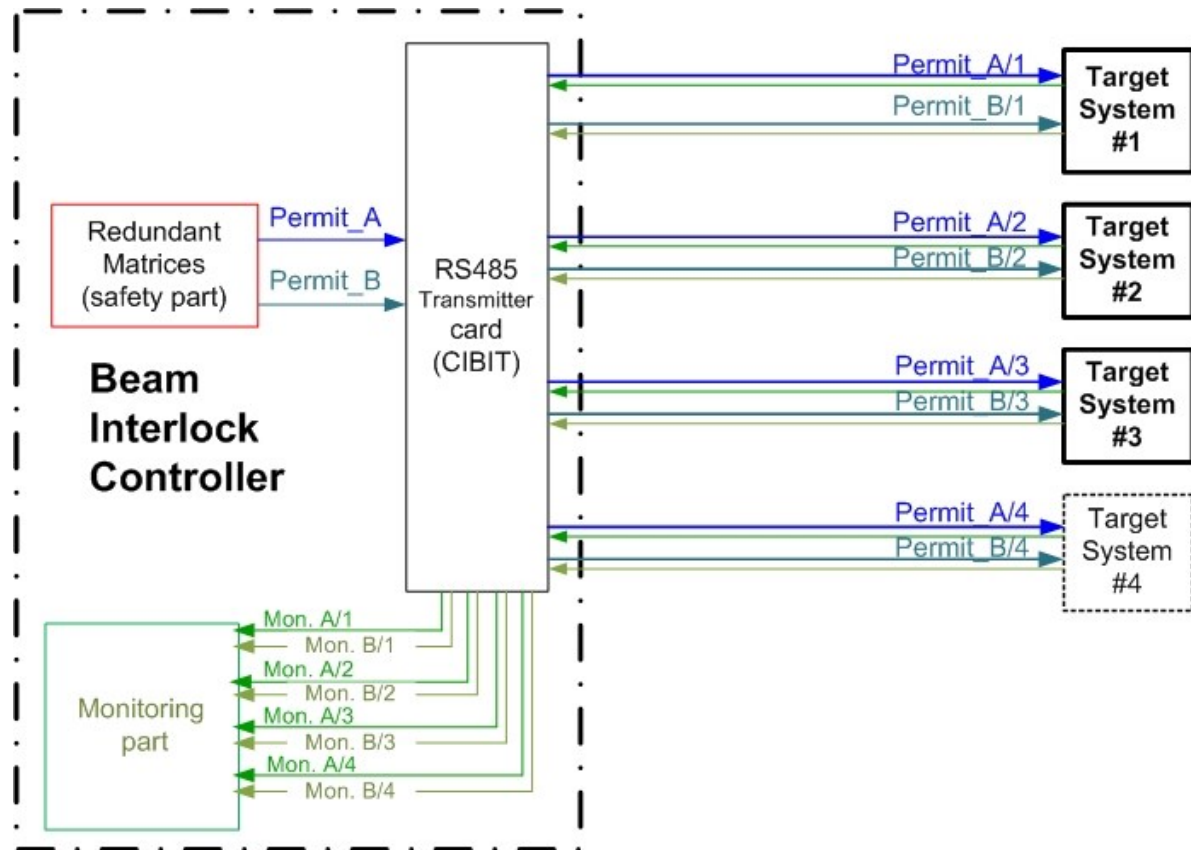 Permit_A/1
Permit_B/1
Target
System
#1
Redundant
Matrices
(safety part)
Permit_A
Permit_B
RS485
Transmitter
card
(CIBIT)
Permit_A/2
Permit_B/2
Target
System
#2
Beam
Interlock
Controller
Permit_A/3
Permit_B/3
Target
System
#3
Permit_A/4
Permit_B/4
Target
System
#4
Monitoring
part
Mon. A/1
Mon. B/1
Mon. A/2
Mon. B/2
Mon. A/3
Mon. B/3
Mon. A/4
Mon. B/4